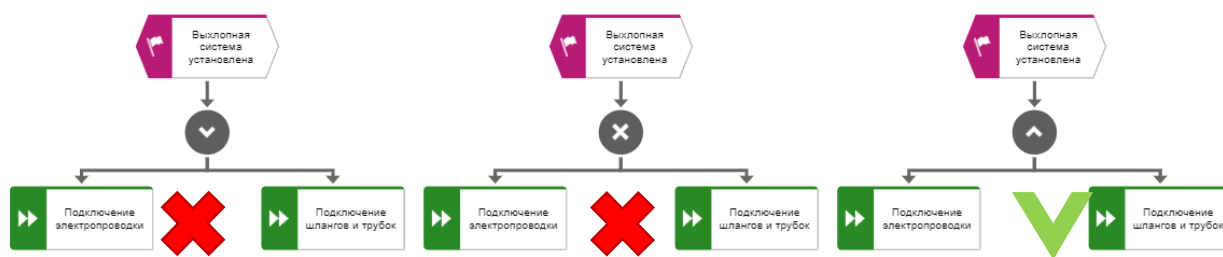 Выхлопная
система
установлена
Выхлопная
система
установлена
Выхлопная
система
установлена
Подключение
электропроводки
Подключение
шлангов и трубок
Подключение
электропроводки
Подключение
шлангов и трубок
Подключение
электропроводки
Подключение
шлангов и трубок